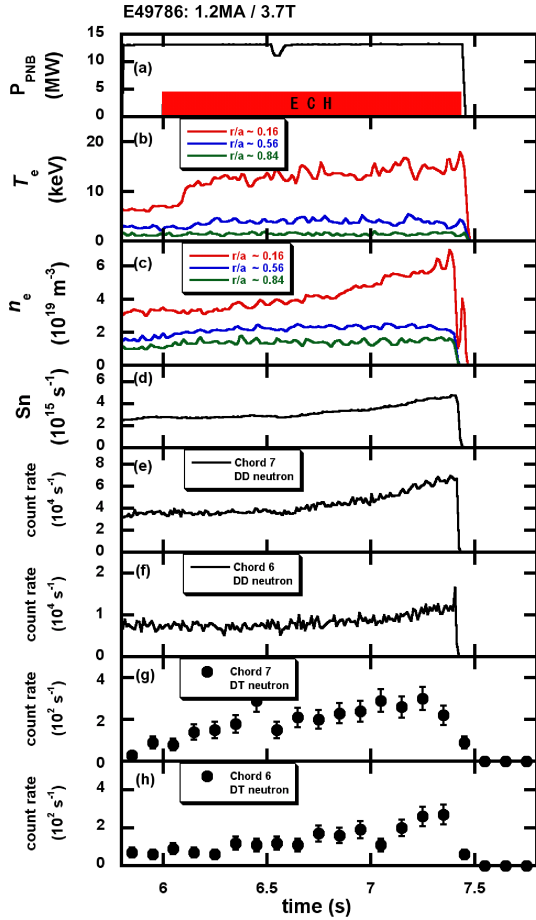 E49786: 1.2MA / 3.7T
P_PNB (MW)
15
10
5
0
(a)
E C H
T_e (keV)
20
10
0
(b)
r/a ~ 0.16
r/a ~ 0.56
r/a ~ 0.84
n_e (10^19 m^-3)
6
4
2
0
(c)
r/a ~ 0.16
r/a ~ 0.56
r/a ~ 0.84
Sn (10^15 s^-1)
6
4
2
0
(d)
count rate (10^4 s^-1)
8
6
4
2
0
(e)
Chord 7
DD neutron
count rate (10^4 s^-1)
2
1
0
(f)
Chord 6
DD neutron
count rate (10^2 s^-1)
4
2
0
(g)
Chord 7
DT neutron
count rate (10^2 s^-1)
4
2
0
(h)
Chord 6
DT neutron
6
6.5
7
7.5
time (s)